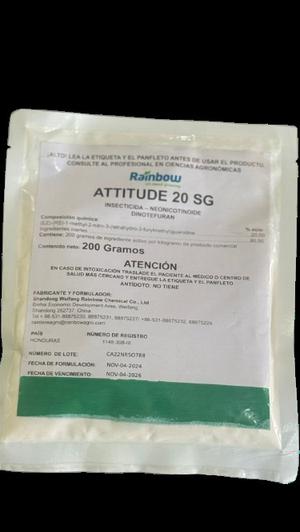 ¡ALTO! LEA LA ETIQUETA Y EL PANFLETO ANTES DE USAR EL PRODUCTO.
CONSULTE AL PROFESIONAL EN CIENCIAS AGRONÓMICAS
Rainbow
ATTITUDE 20 SG
INSECTICIDA – NEONICOTINOIDE
DINOTEFURAN
Composición química: % p/p
Ingredientes inertes
Contiene: 200 gramos de ingrediente activo por kilogramo de producto comercial
Contenido neto: 200 Gramos
ATENCIÓN
EN CASO DE INTOXICACIÓN TRASLADE EL PACIENTE AL MÉDICO O CENTRO DE
SALUD MÁS CERCANO Y ENTREGUE LA ETIQUETA Y EL PANFLETO
ANTÍDOTO: NO TIENE
FABRICANTE Y FORMULADOR:
Shandong Weifang Rainbow Chemical Co., Ltd
Binhai Economic Development Area, Weifang,
Shandong 262737, China
PAÍS NÚMERO DE REGISTRO
HONDURAS
NÚMERO DE LOTE:
FECHA DE FORMULACIÓN: NOV-04-2024
FECHA DE VENCIMIENTO: NOV-04-2026